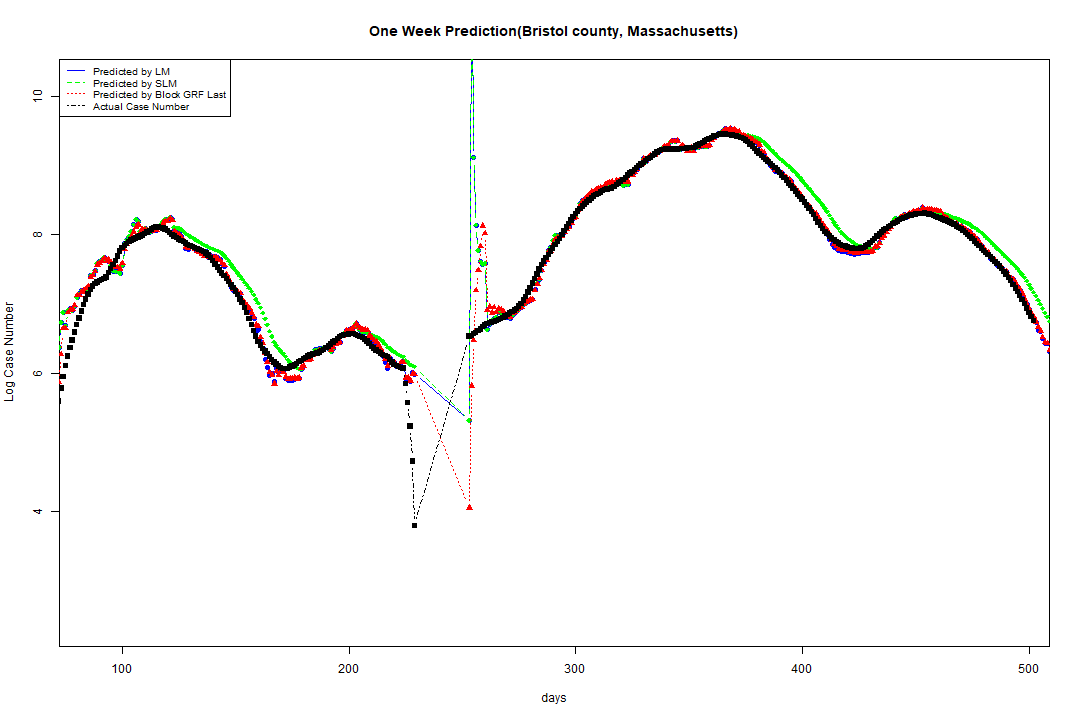 One Week Prediction(Bristol county, Massachusetts)
Predicted by LM
Predicted by SLM
Predicted by Block GRF Last
Actual Case Number
10
8
6
4
Log Case Number
100 200 300 400 500
days